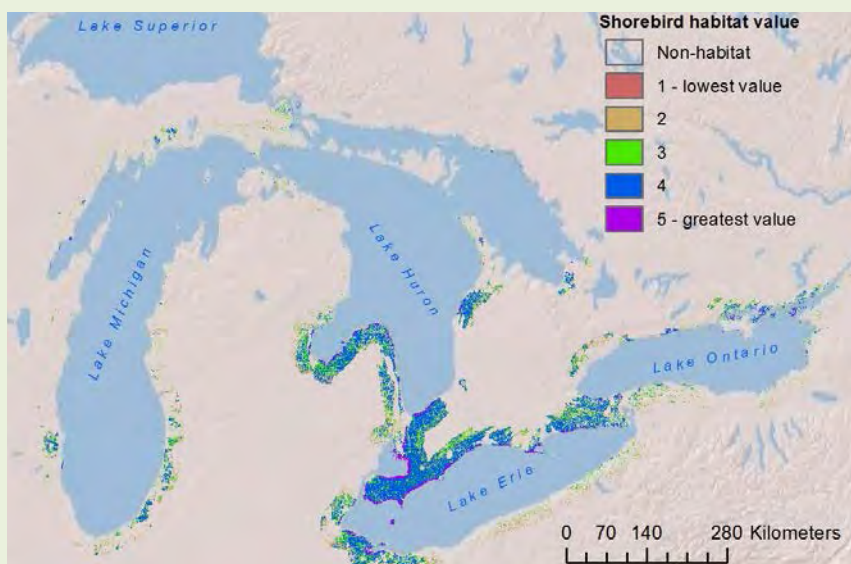 Lake Superior
Shorebird habitat value
Non-habitat
1 - lowest value
2
3
4
5 - greatest value
Lake Michigan
Lake Huron
Lake Ontario
Lake Erie
0 70 140 280 Kilometers